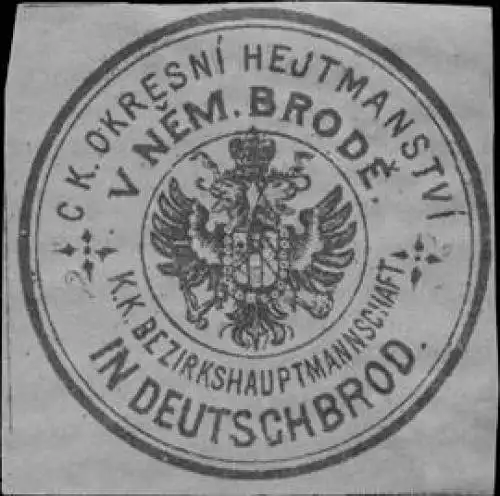 C K. OKRESNÍ HEJTMANSTVÍ
V NĚM. BRODĚ.
K.K. BEZIRKSHAUPTMANNSCHAFT
IN DEUTSCHBROD.